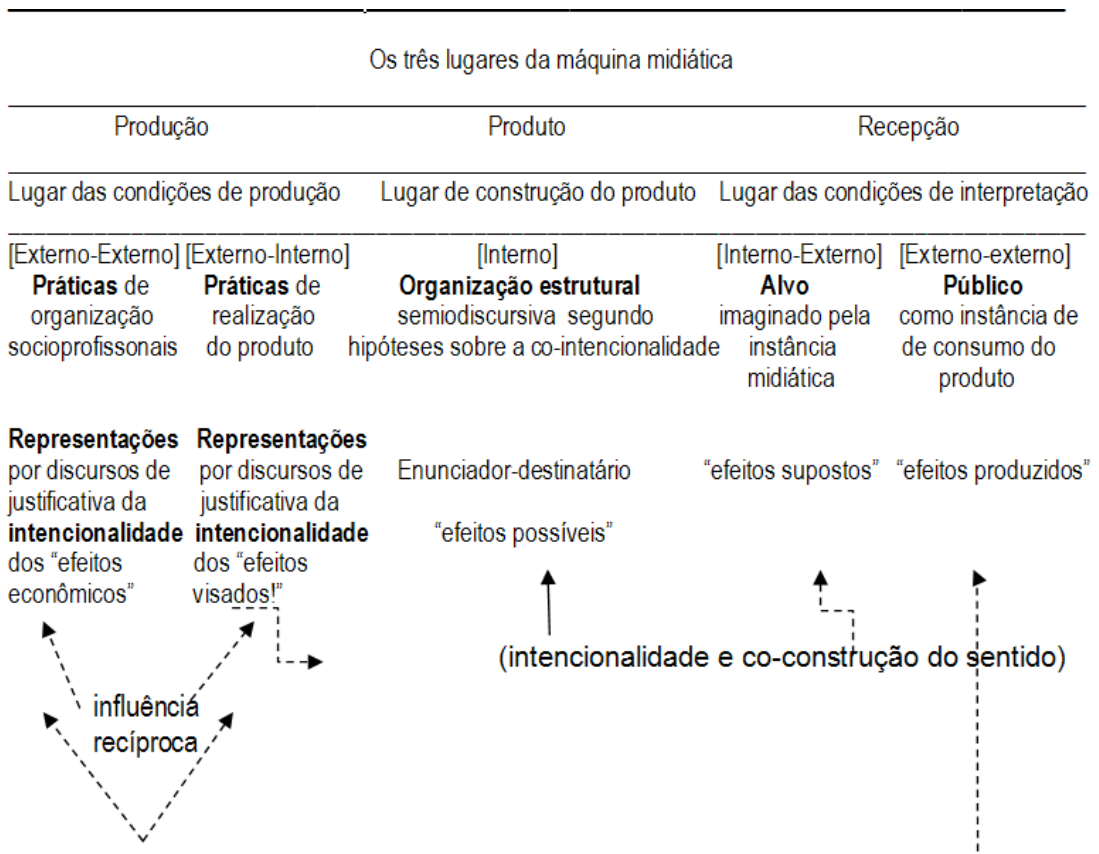 Os três lugares da máquina midiática
Produção Produto Recepção
Lugar das condições de produção Lugar de construção do produto Lugar das condições de interpretação
[Externo-Externo] [Externo-Interno] [Interno] [Interno-Externo] [Externo-externo]
Práticas de Práticas de Organização estrutural Alvo Público
organização realização semiodiscursiva segundo imaginado pela como instância de
socioprofissonais do produto hipóteses sobre a co-intencionalidade instância de consumo do
midiática produto
Representações Representações
por discursos de por discursos de Enunciador-destinatário “efeitos supostos” “efeitos produzidos”
justificativa da justificativa da
intencionalidade intencionalidade “efeitos possíveis”
dos “efeitos dos “efeitos
econômicos” visados!”
(intencionalidade e co-construção do sentido)
influência
recíproca